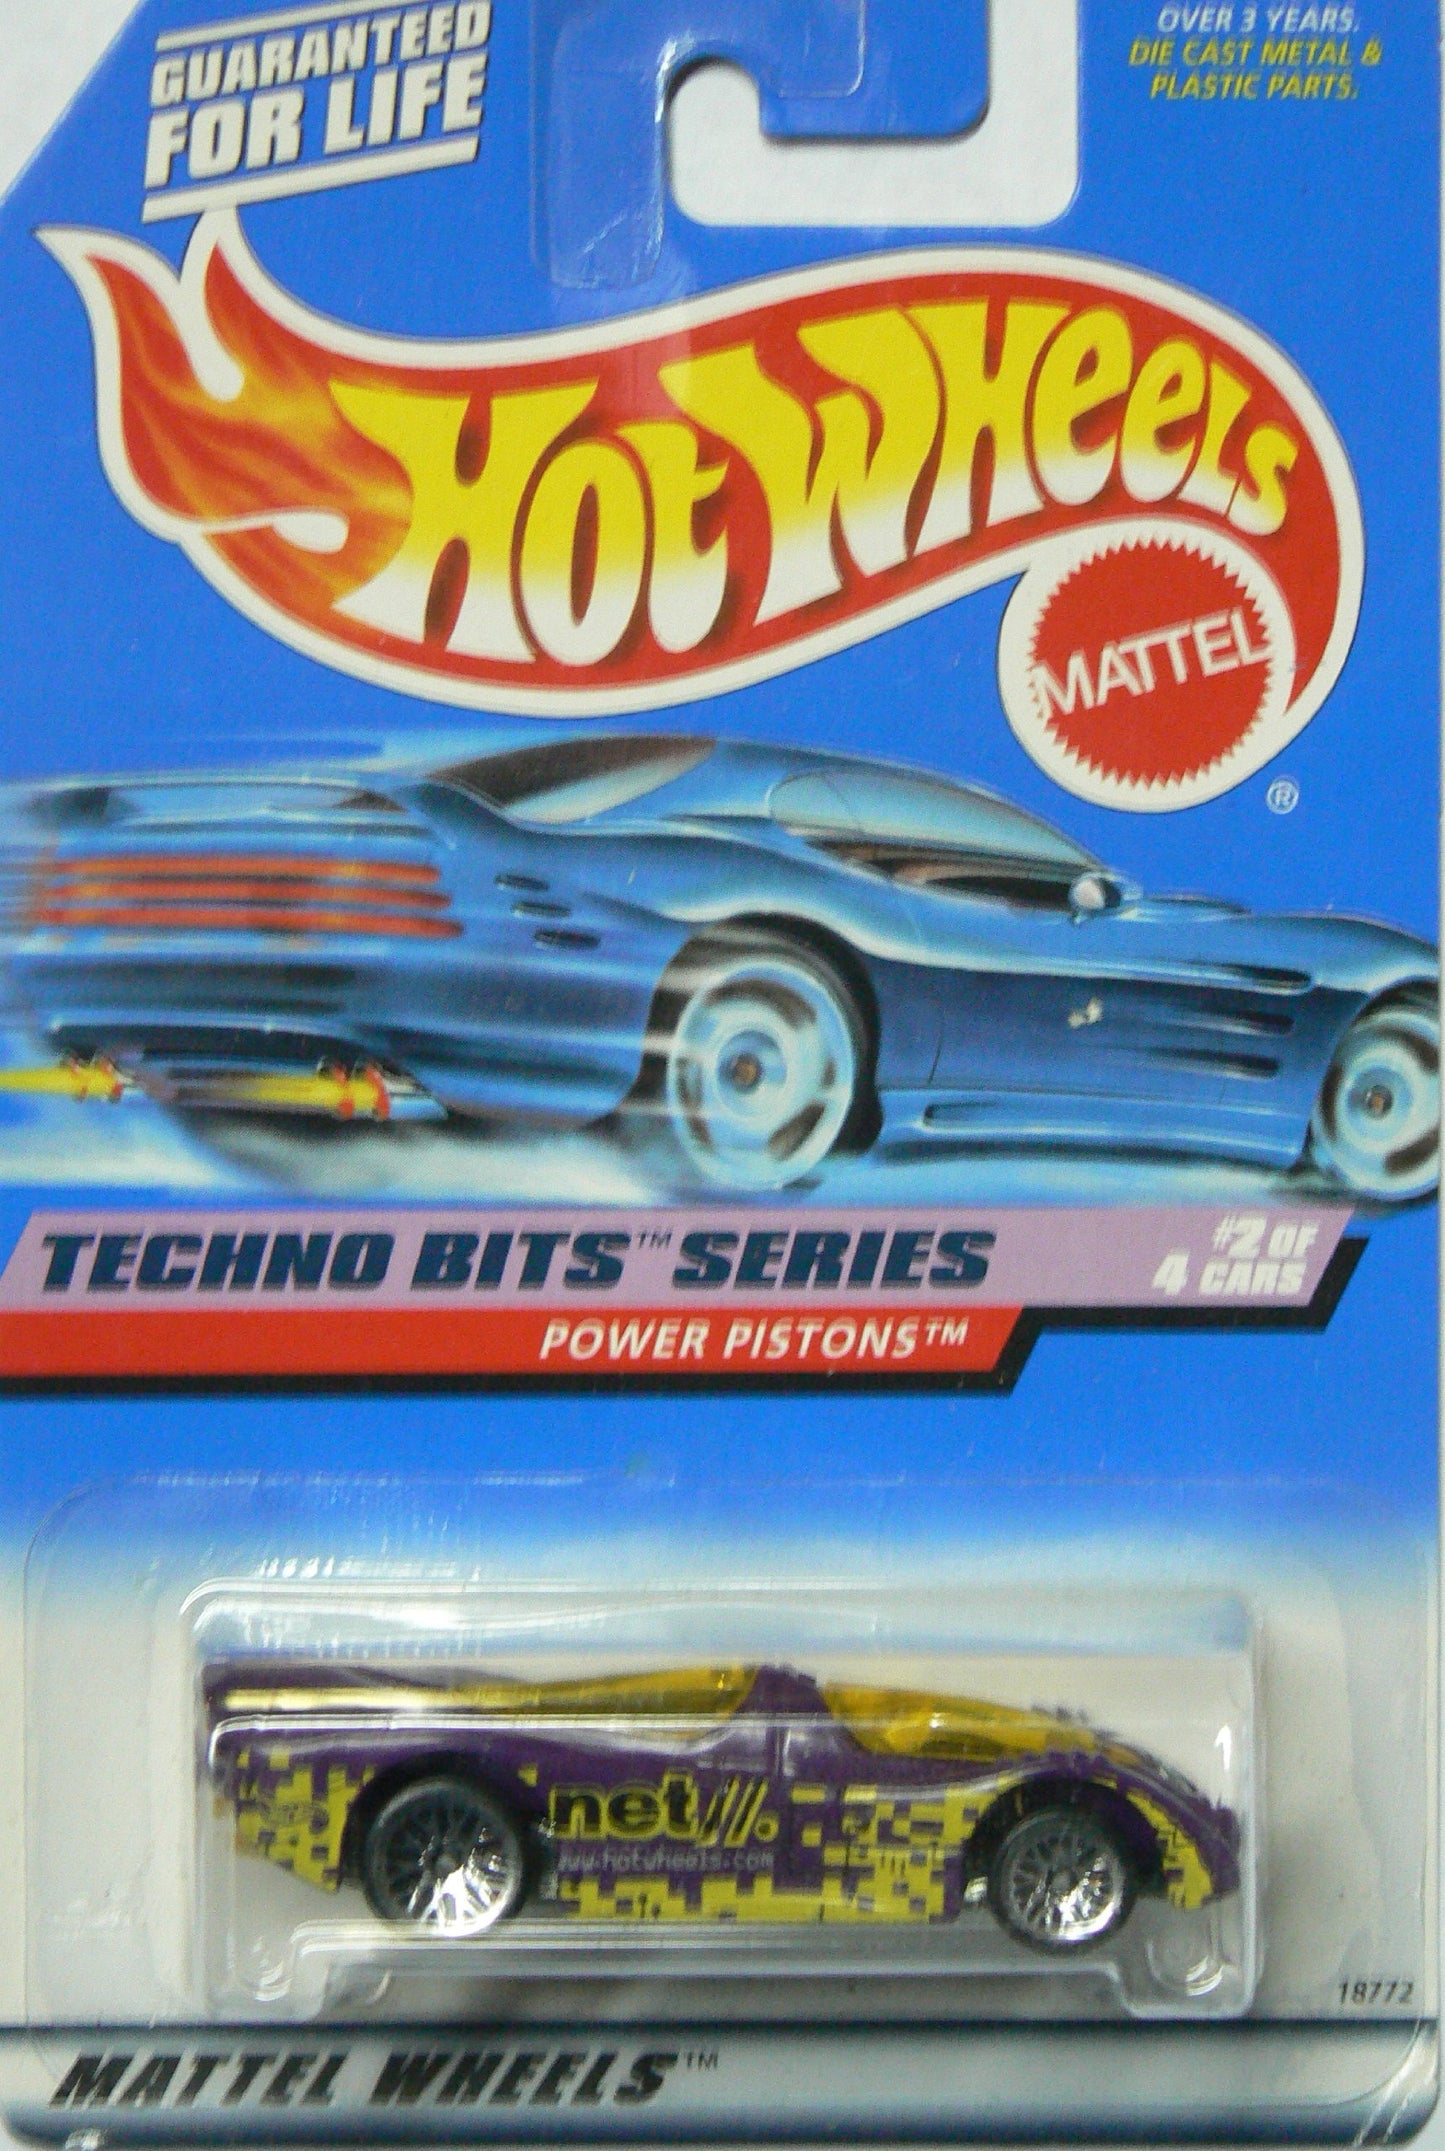 GUARANTEED
FOR LIFE
OVER 3 YEARS.
DIE CAST METAL &
PLASTIC PARTS.
HOT WHEELS
MATTEL
®
TECHNO BITS™ SERIES
#2 OF
4 CARS
POWER PISTONS™
net//.
www.hotwheels.com
18772
MATTEL WHEELS™